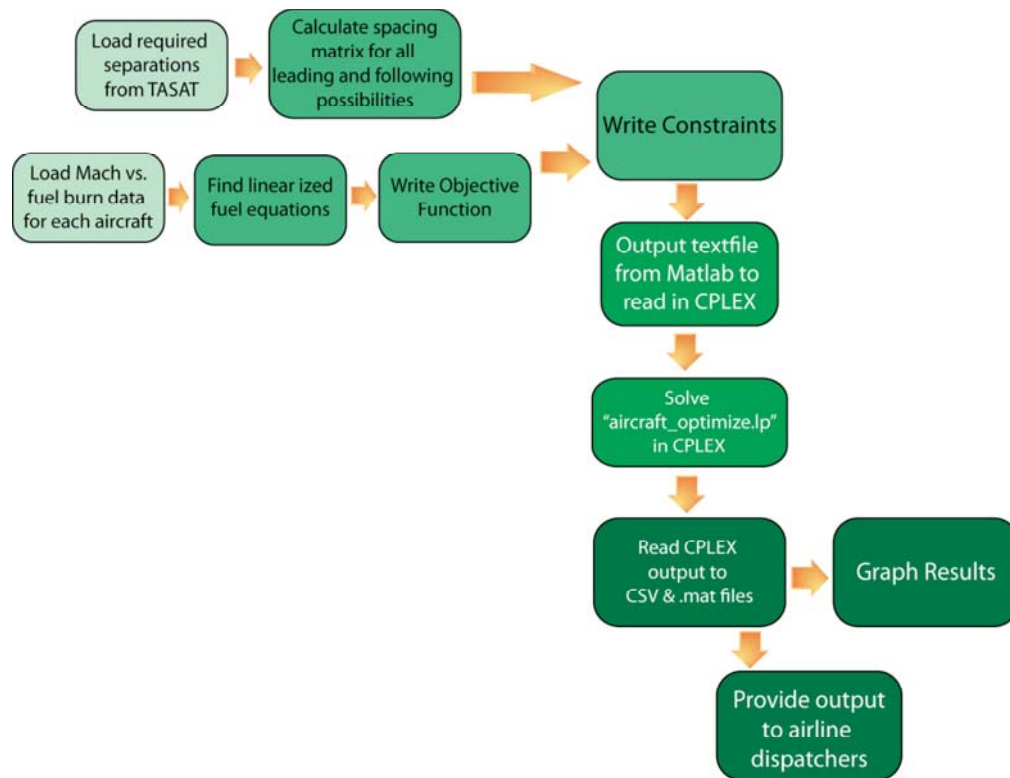 Load required
separations
from TASAT
Calculate spacing
matrix for all
leading and following
possibilities
Write Constraints
Load Mach vs.
fuel burn data
for each aircraft
Find linear ized
fuel equations
Write Objective
Function
Output textfile
from Matlab to
read in CPLEX
Solve
“aircraft_optimize.lp”
in CPLEX
Read CPLEX
output to
CSV & .mat files
Graph Results
Provide output
to airline
dispatchers